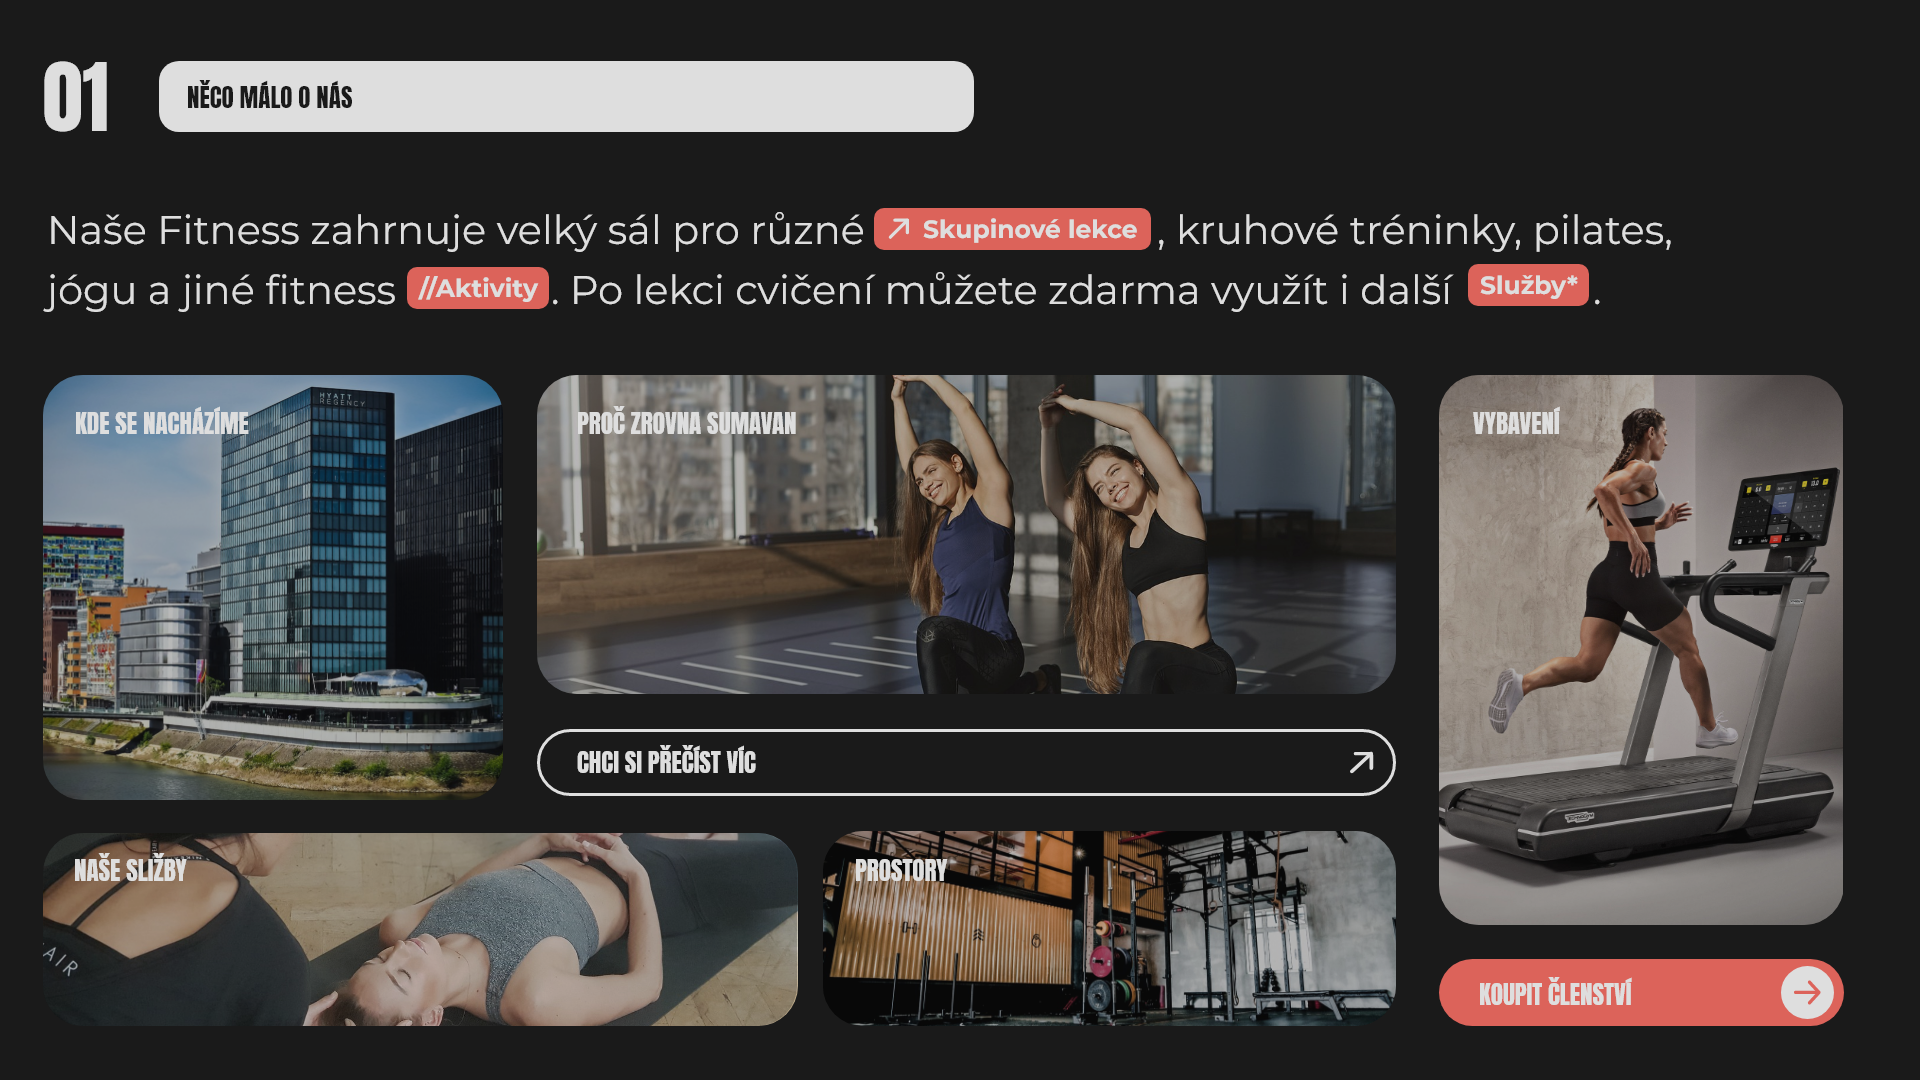 01
NĚCO MÁLO O NÁS
Naše Fitness zahrnuje velký sál pro různé Skupinové lekce , kruhové tréninky, pilates,
jógu a jiné fitness //Aktivity . Po lekci cvičení můžete zdarma využít i další Služby* .
KDE SE NACHÁZÍME
HYATT
REGENCY
PROČ ZROVNA SUMAVAN
VYBAVENÍ
CHCI SI PŘEČÍST VÍC
NAŠE SLIŽBY
AIR
PROSTORY
KOUPIT ČLENSTVÍ